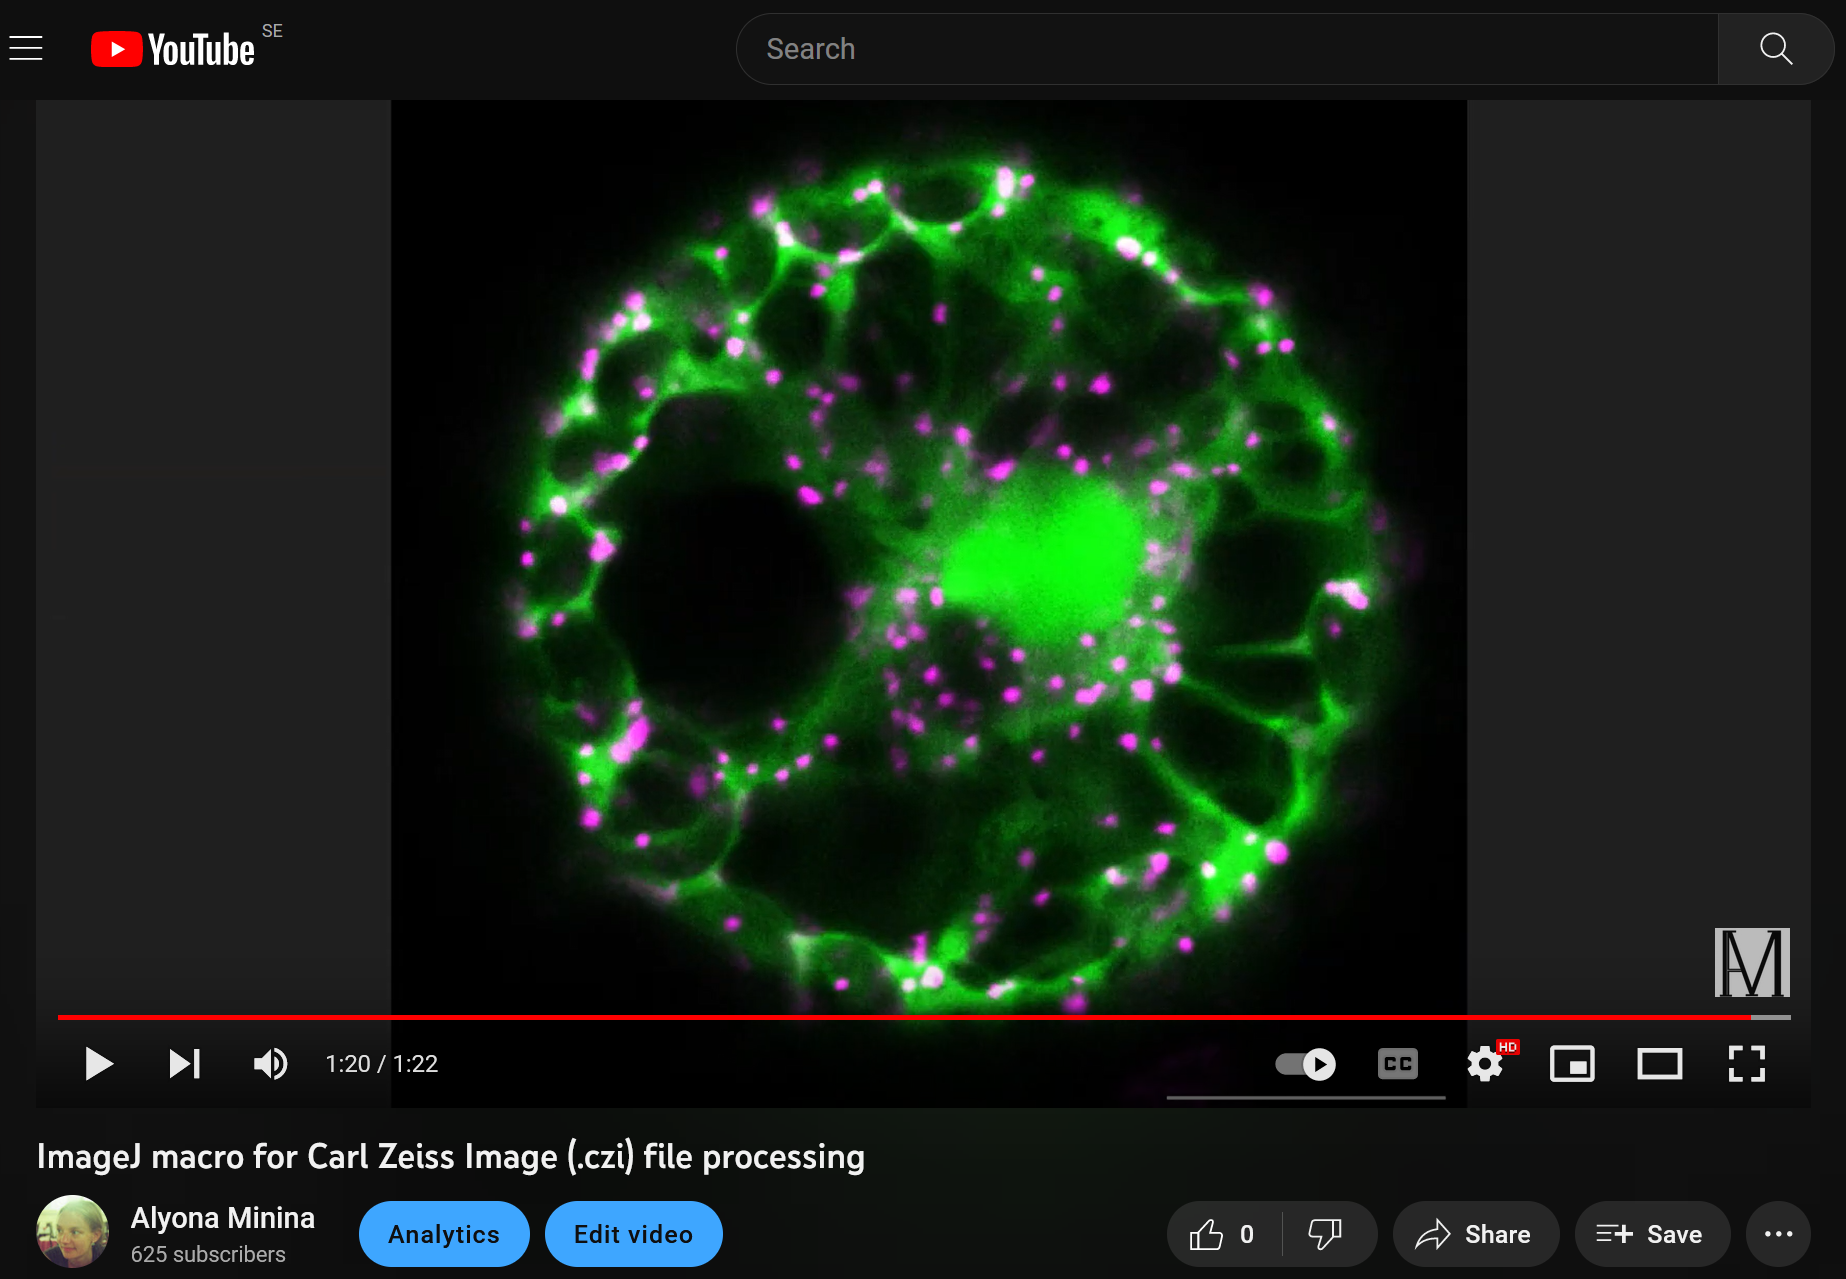 YouTube SE
Search
M
1:20 / 1:22
CC
HD
ImageJ macro for Carl Zeiss Image (.czi) file processing
Alyona Minina
625 subscribers
Analytics
Edit video
0
Share
Save